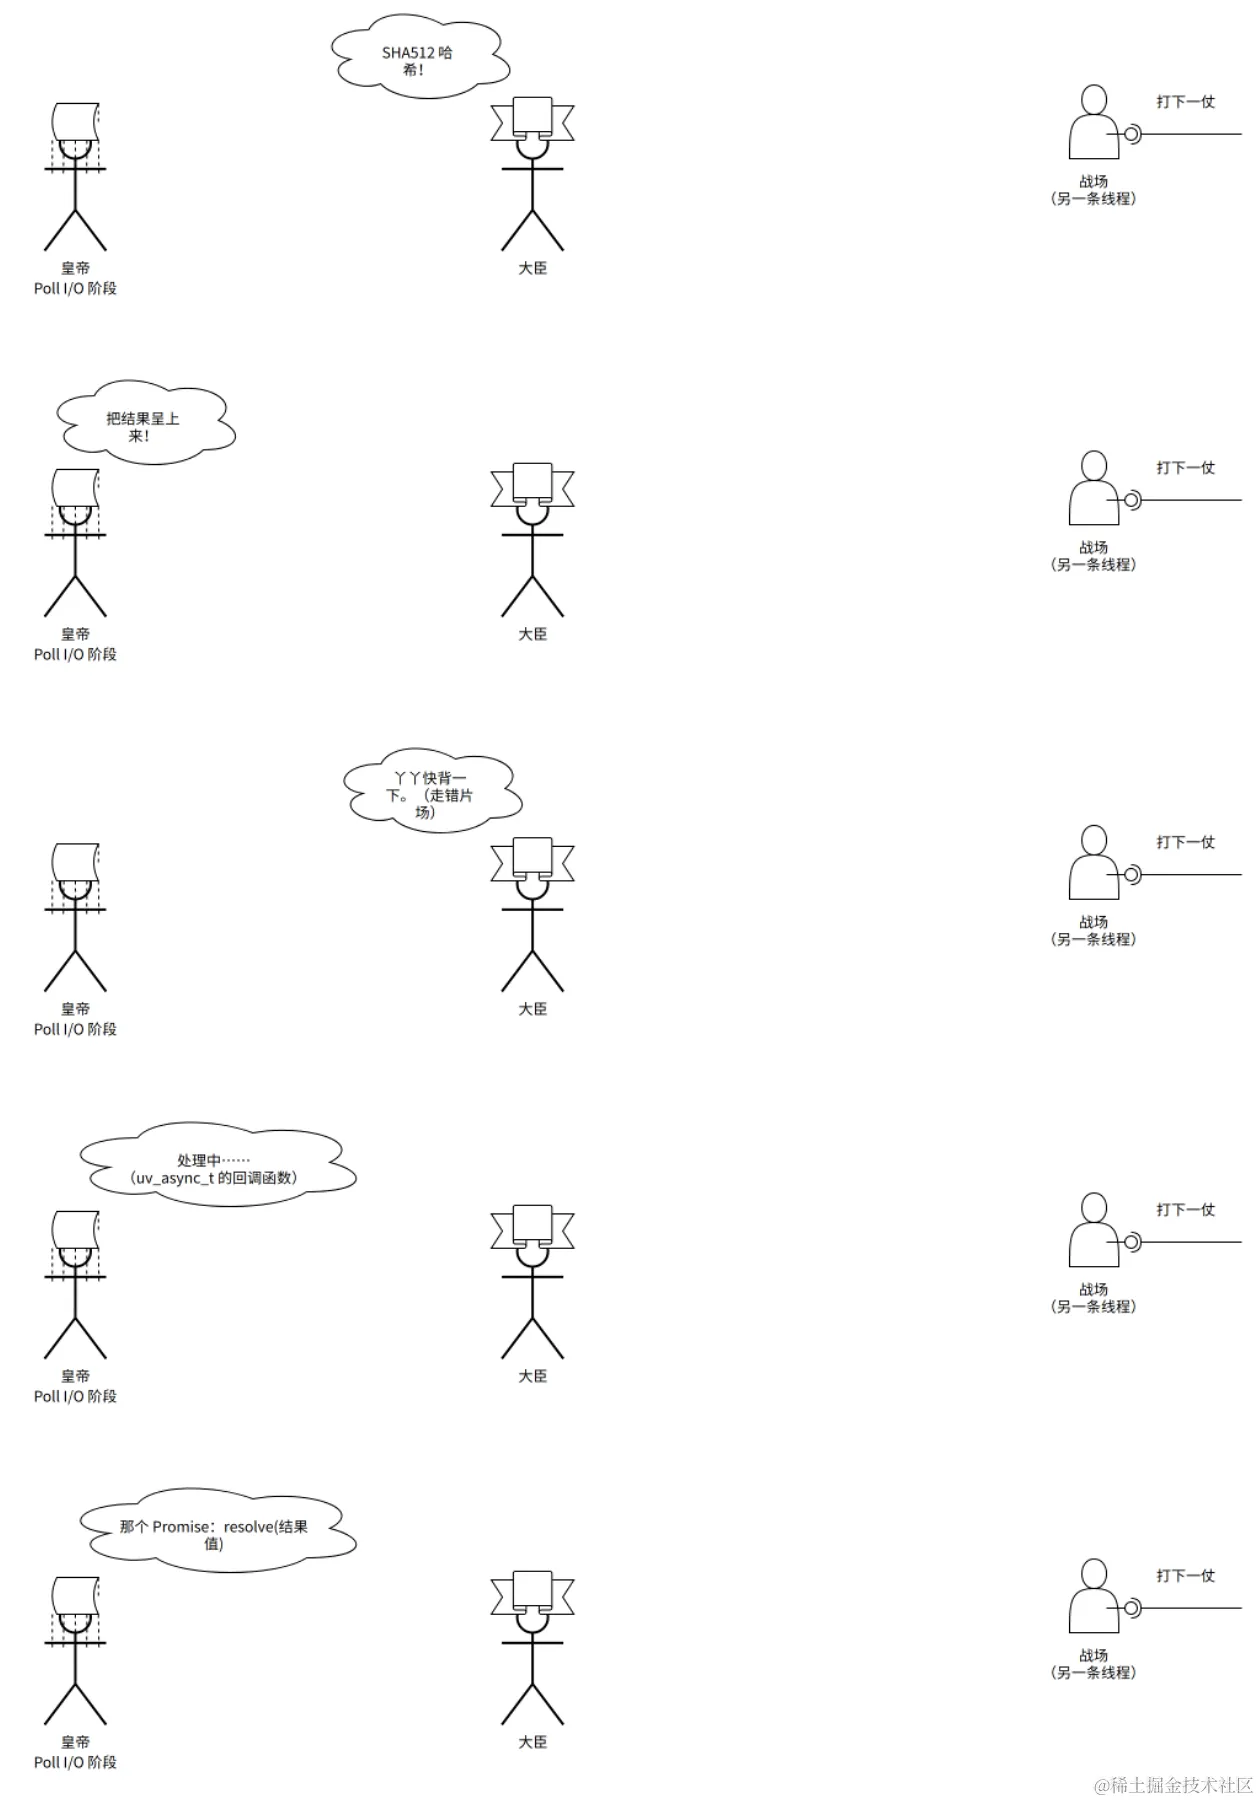 SHA512 哈
希！
打下一仗
战场
（另一条线程）
皇帝
Poll I/O 阶段
大臣
把结果呈上
来！
打下一仗
战场
（另一条线程）
皇帝
Poll I/O 阶段
大臣
丫丫快背一
下。（走错片
场）
打下一仗
战场
（另一条线程）
皇帝
Poll I/O 阶段
大臣
处理中……
（uv_async_t 的回调函数）
打下一仗
战场
（另一条线程）
皇帝
Poll I/O 阶段
大臣
那个 Promise：resolve(结果
值)
打下一仗
战场
（另一条线程）
皇帝
Poll I/O 阶段
大臣
@稀土掘金技术社区